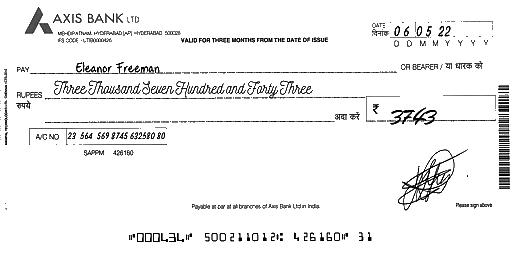 AXIS BANK LTD
MEHDIPATNAM, HYDERABAD [AP] HYDERABAD 500028
IFS CODE - UTIB0000426
VALID FOR THREE MONTHS FROM THE DATE OF ISSUE
DATE
दिनांक
0 6 0 5 2 2
D D M M Y Y Y Y
PAY Eleanor Freeman OR BEARER / या धारक को
RUPEES Three Thousand Seven Hundred and Forty Three
रुपये
अदा करें ₹ 3743
A/C NO 23 564 569 8745 632580 80
SAPPM 426160
Payable at par at all branches of Axis Bank Ltd in India.
Please sign above
⑈000434⑈ 500211012⑆ 426160⑈ 31